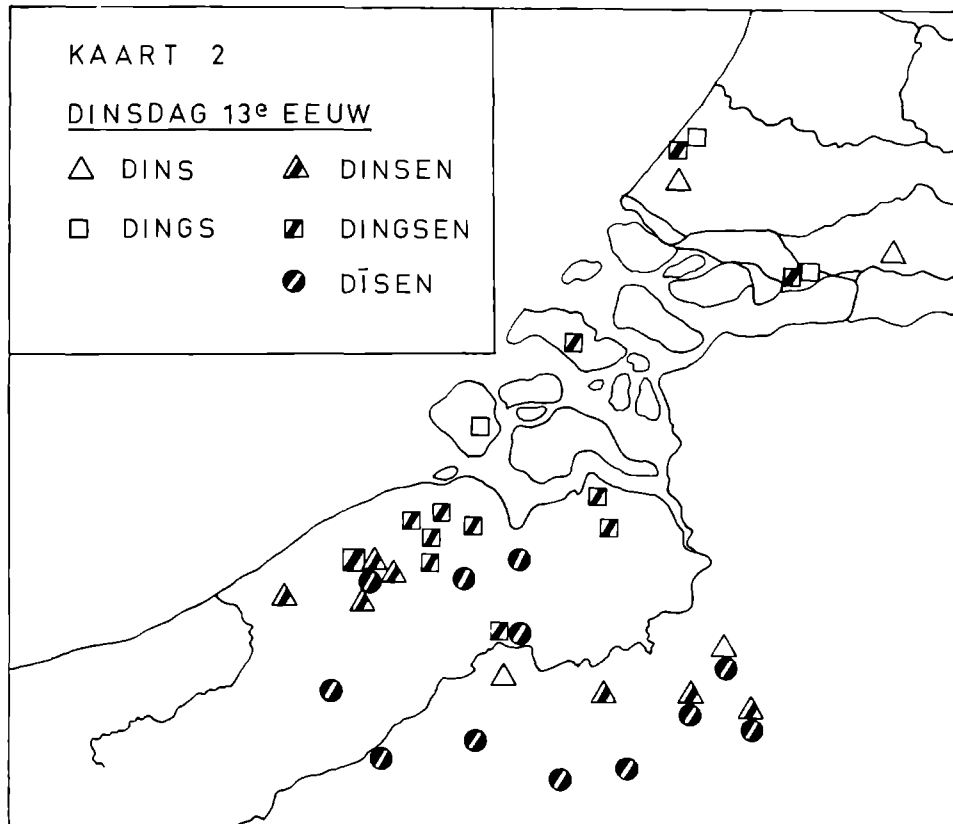 KAART 2
DINSDAG 13e EEUW
DINS
DINSEN
DINGS
DINGSEN
DĪSEN